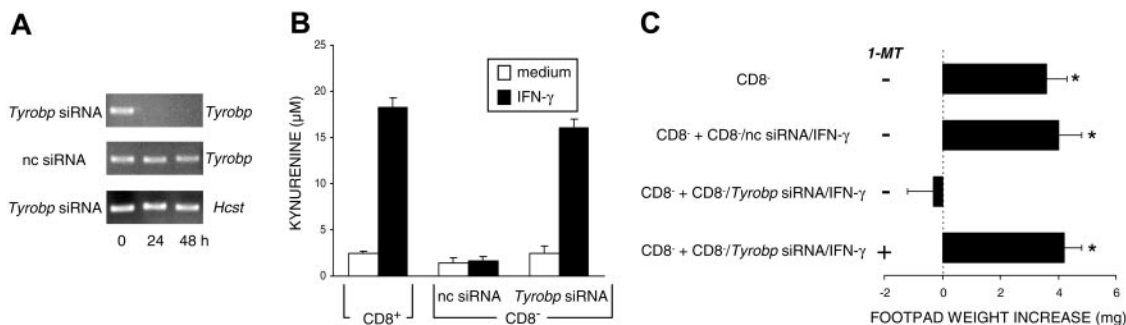 A
Tyrobp siRNA
Tyrobp
nc siRNA
Tyrobp
Tyrobp siRNA
Hcst
0 24 48 h
B
KYNURENINE (µM)
25
20
15
10
5
0
medium
IFN-γ
nc siRNA Tyrobp siRNA
CD8+
CD8-
C
1-MT
CD8-
-
*
CD8- + CD8-/nc siRNA/IFN-γ
-
*
CD8- + CD8-/Tyrobp siRNA/IFN-γ
-
CD8- + CD8-/Tyrobp siRNA/IFN-γ
+
*
-2 0 2 4 6
FOOTPAD WEIGHT INCREASE (mg)